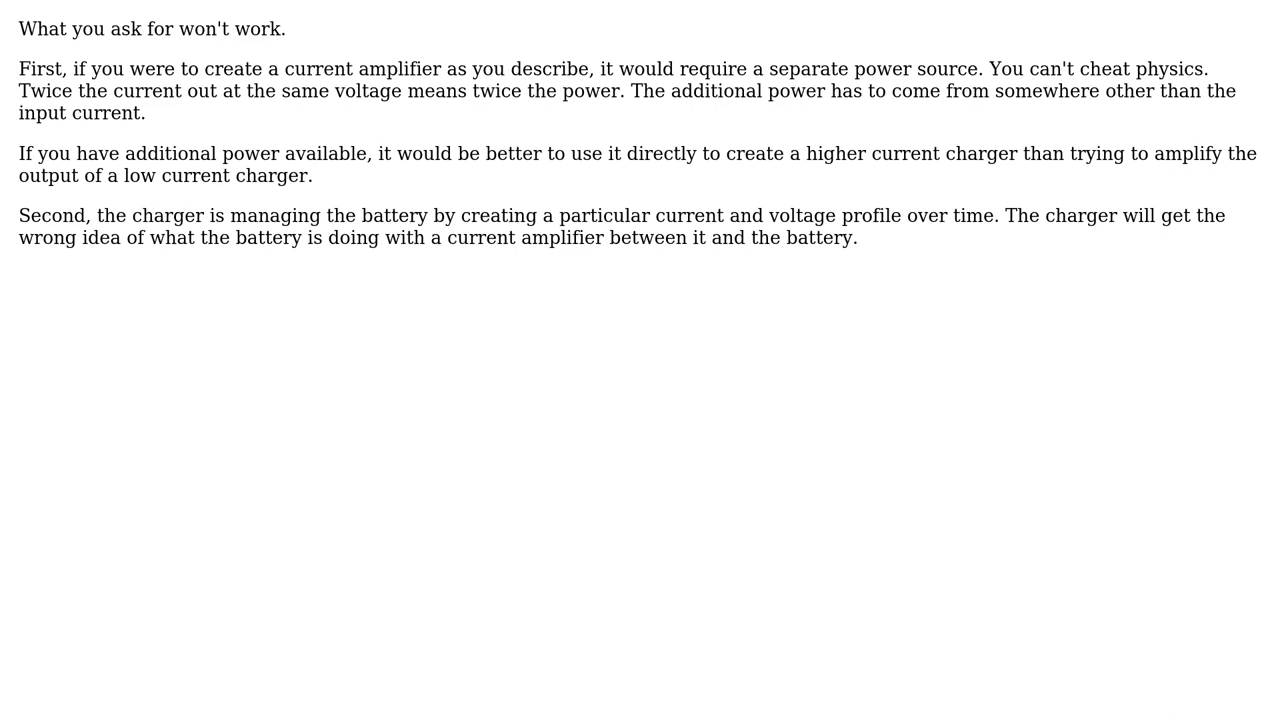 What you ask for won't work.
First, if you were to create a current amplifier as you describe, it would require a separate power source. You can't cheat physics.
Twice the current out at the same voltage means twice the power. The additional power has to come from somewhere other than the
input current.
If you have additional power available, it would be better to use it directly to create a higher current charger than trying to amplify the
output of a low current charger.
Second, the charger is managing the battery by creating a particular current and voltage profile over time. The charger will get the
wrong idea of what the battery is doing with a current amplifier between it and the battery.